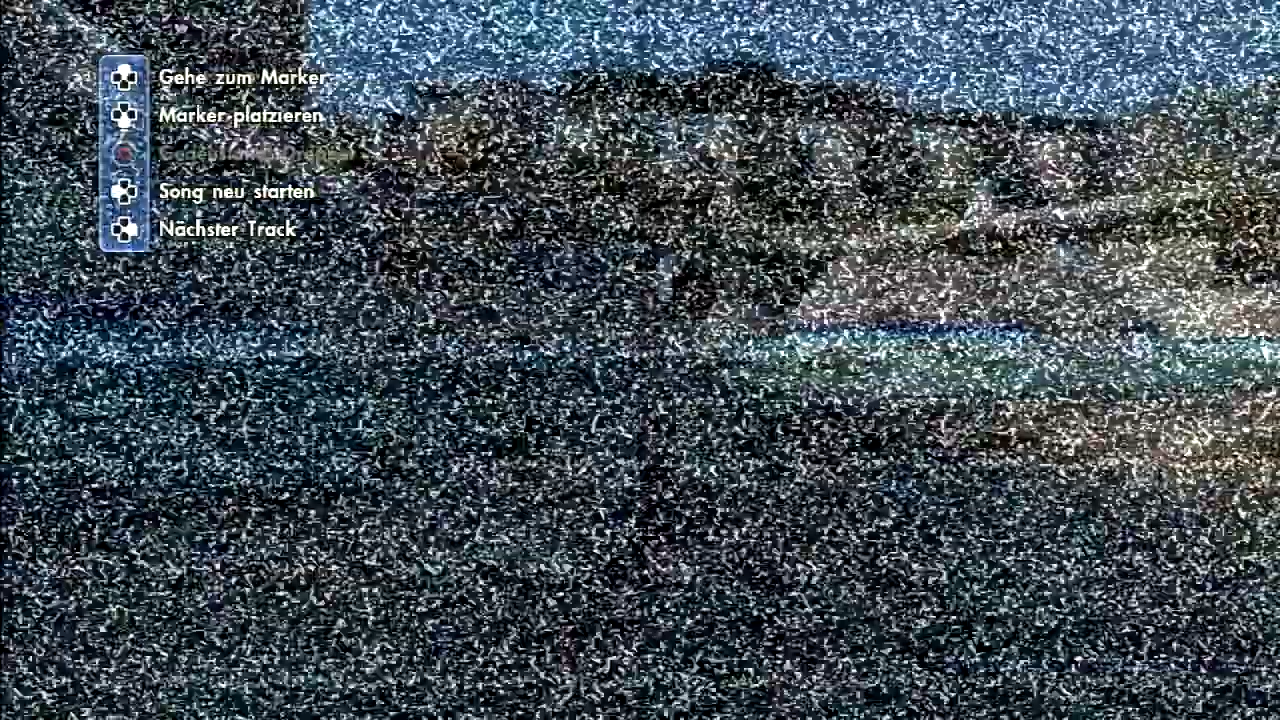 Gehe zum Marker
Marker platzieren
Song neu starten
Nächster Track